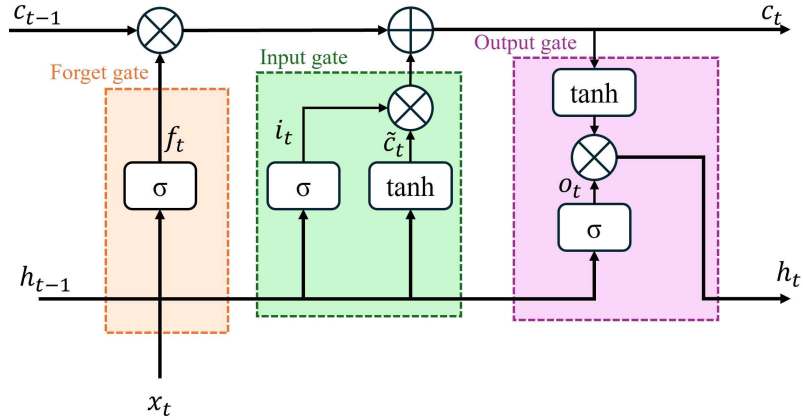 c_{t-1}
c_t
Output gate
Forget gate
Input gate
tanh
f_t
i_t
c̃_t
o_t
σ
σ
tanh
σ
h_{t-1}
h_t
x_t